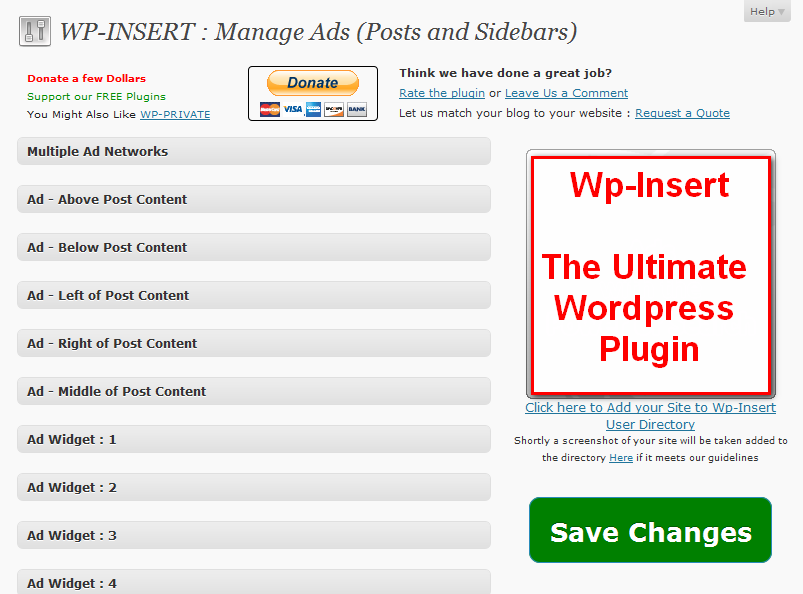 Help
WP-INSERT : Manage Ads (Posts and Sidebars)
Donate a few Dollars
Support our FREE Plugins
You Might Also Like WP-PRIVATE
Donate
VISA
BANK
Think we have done a great job?
Rate the plugin or Leave Us a Comment
Let us match your blog to your website : Request a Quote
Multiple Ad Networks
Ad - Above Post Content
Ad - Below Post Content
Ad - Left of Post Content
Ad - Right of Post Content
Ad - Middle of Post Content
Ad Widget : 1
Ad Widget : 2
Ad Widget : 3
Ad Widget : 4
Wp-Insert
The Ultimate
Wordpress
Plugin
Click here to Add your Site to Wp-Insert
User Directory
Shortly a screenshot of your site will be taken added to
the directory Here if it meets our guidelines
Save Changes